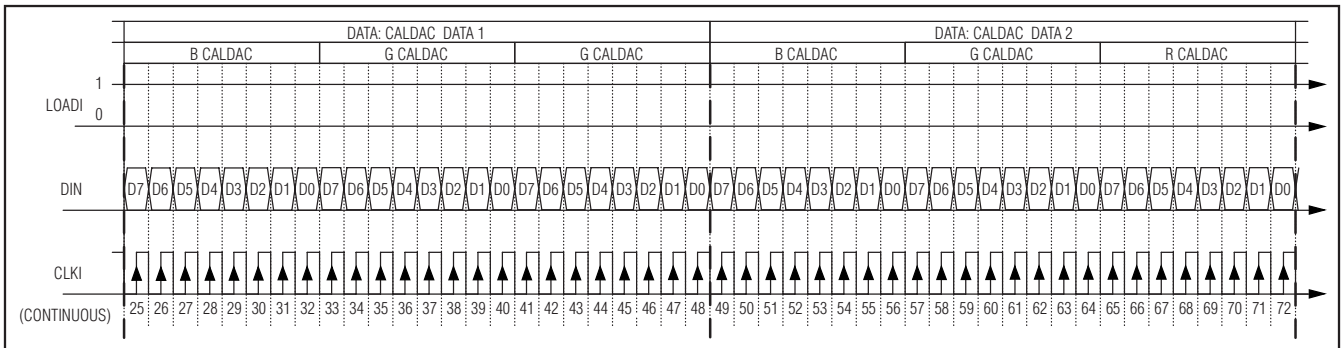 DATA: CALDAC DATA 1 DATA: CALDAC DATA 2
B CALDAC G CALDAC G CALDAC B CALDAC G CALDAC R CALDAC
1
LOADI
0
DIN D7 D6 D5 D4 D3 D2 D1 D0 D7 D6 D5 D4 D3 D2 D1 D0 D7 D6 D5 D4 D3 D2 D1 D0 D7 D6 D5 D4 D3 D2 D1 D0 D7 D6 D5 D4 D3 D2 D1 D0 D7 D6 D5 D4 D3 D2 D1 D0
CLKI
(CONTINUOUS) 25 26 27 28 29 30 31 32 33 34 35 36 37 38 39 40 41 42 43 44 45 46 47 48 49 50 51 52 53 54 55 56 57 58 59 60 61 62 63 64 65 66 67 68 69 70 71 72